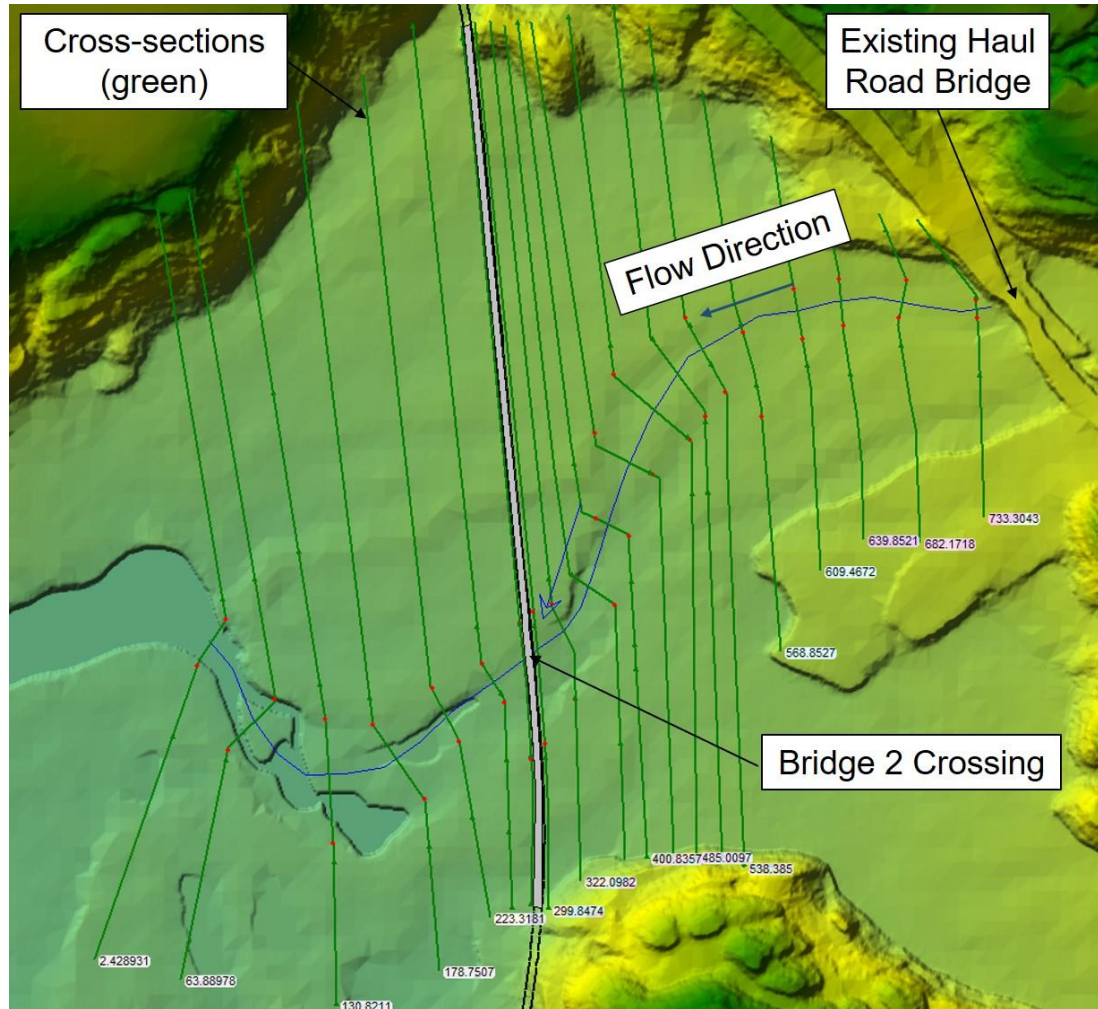 Cross-sections
(green)
Existing Haul
Road Bridge
Flow Direction
733.3043
639.8521
682.1718
609.4672
568.8527
Bridge 2 Crossing
400.8357
485.0097
538.385
322.0982
299.8474
223.3181
178.7507
2.428931
63.88978
130.8211